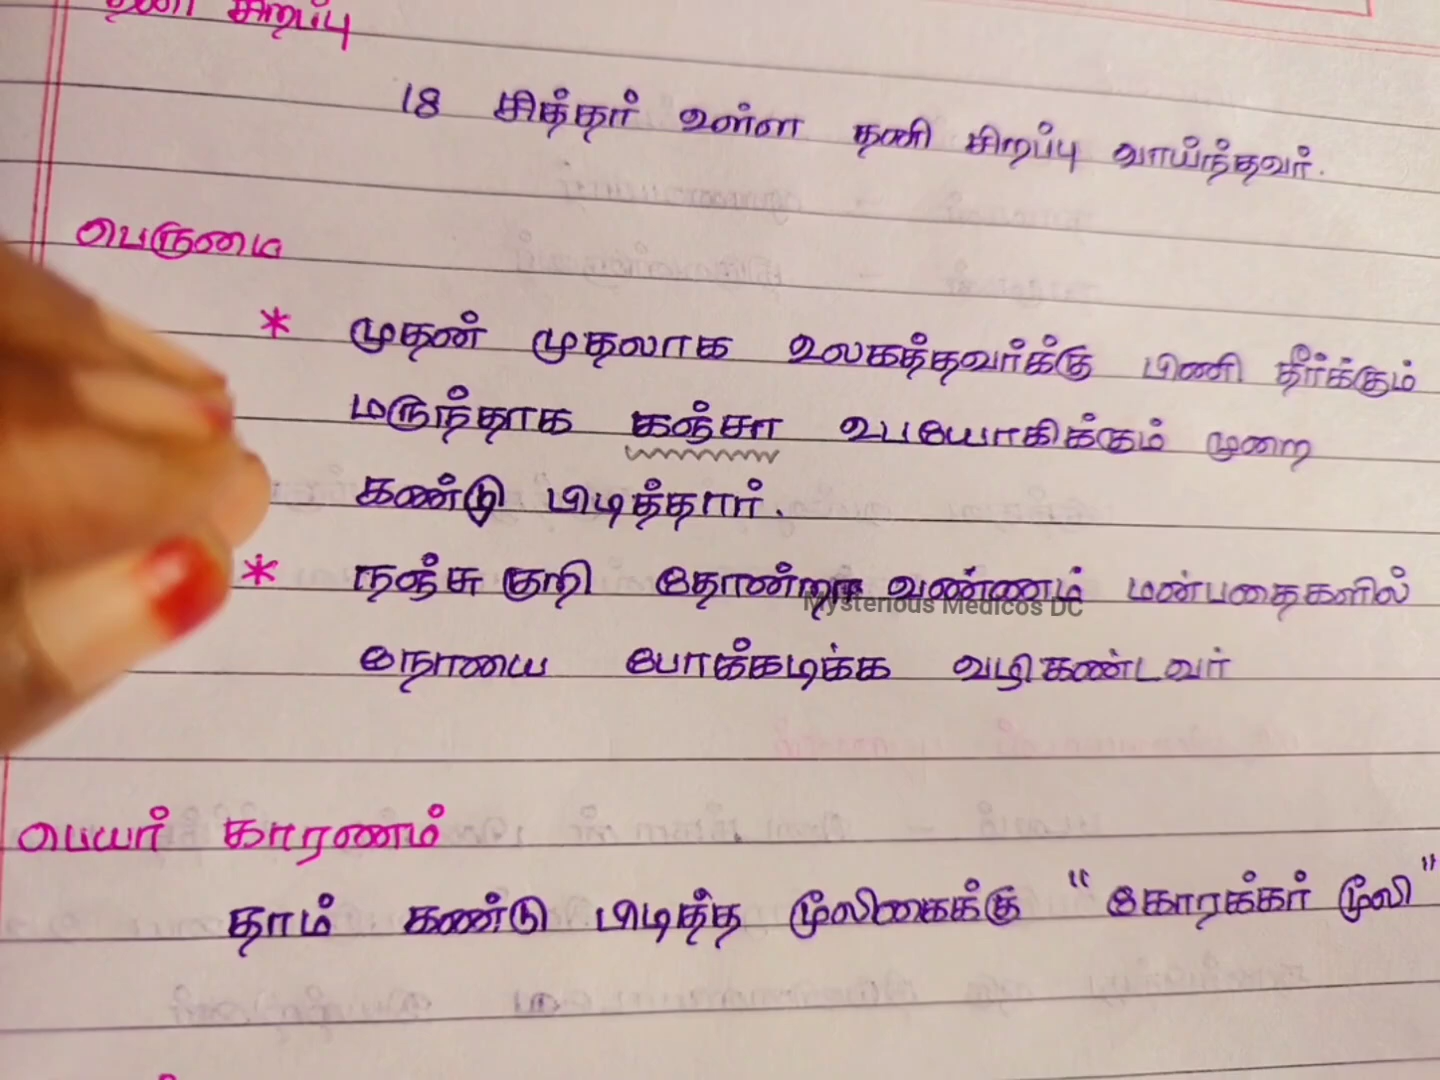 தனி சிறப்பு
18 சித்தர் உள்ள தனி சிறப்பு வாய்ந்தவர்.
பெருமை
* முதன் முதலாக உலகத்தவர்க்கு பிணி தீர்க்கும்
மருந்தாக கஞ்சா உபயோகிக்கும் முறை
கண்டு பிடித்தார்.
* நஞ்சு குறி தோன்றா வண்ணம் மண்பதைகளில்
Mysterious Medicos DC
நோயை போக்கடிக்க வழிகண்டவர்
பெயர் காரணம்
தாம் கண்டு பிடித்த மூலிகைக்கு "கோரக்கர் மூலி"